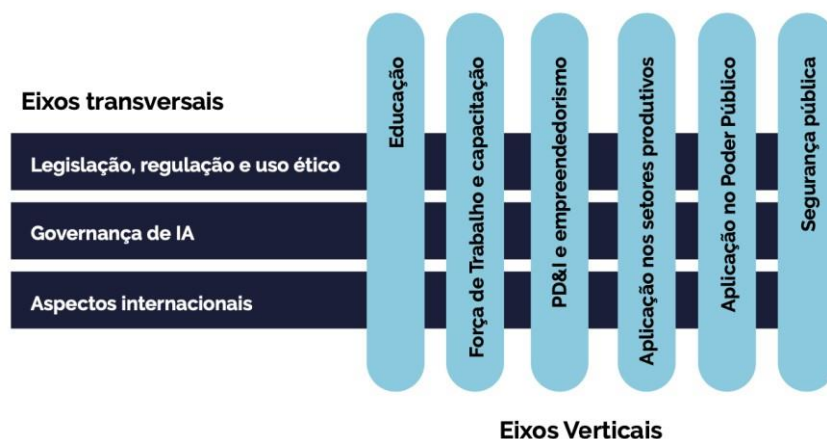 Eixos transversais
Legislação, regulação e uso ético
Governança de IA
Aspectos internacionais
Educação
Força de Trabalho e capacitação
PD&I e empreendedorismo
Aplicação nos setores produtivos
Aplicação no Poder Público
Segurança pública
Eixos Verticais